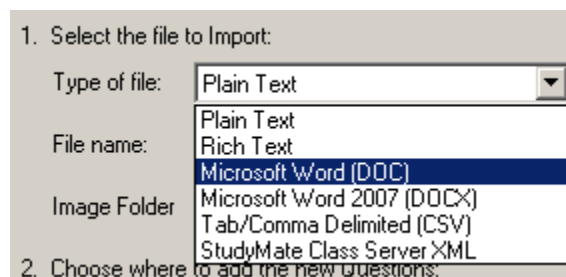 1. Select the file to Import:
Type of file: Plain Text
Plain Text
File name: Rich Text
Microsoft Word (DOC)
Image Folder Microsoft Word 2007 (DOCX)
Tab/Comma Delimited (CSV)
StudyMate Class Server XML
2. Choose where to add the new Questions: